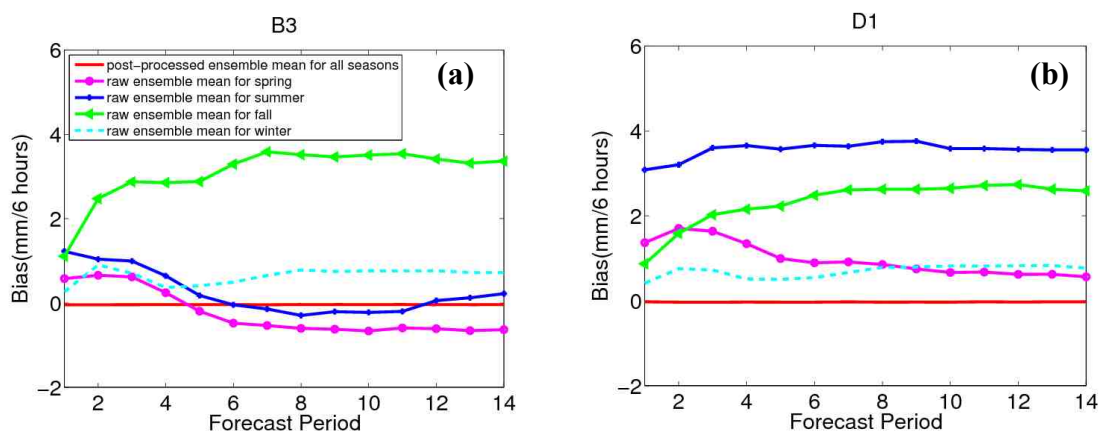 B3
(a)
post-processed ensemble mean for all seasons
raw ensemble mean for spring
raw ensemble mean for summer
raw ensemble mean for fall
raw ensemble mean for winter
Bias(mm/6 hours)
6
4
2
0
−2
2 4 6 8 10 12 14
Forecast Period
D1
(b)
Bias(mm/6 hours)
6
4
2
0
−2
2 4 6 8 10 12 14
Forecast Period